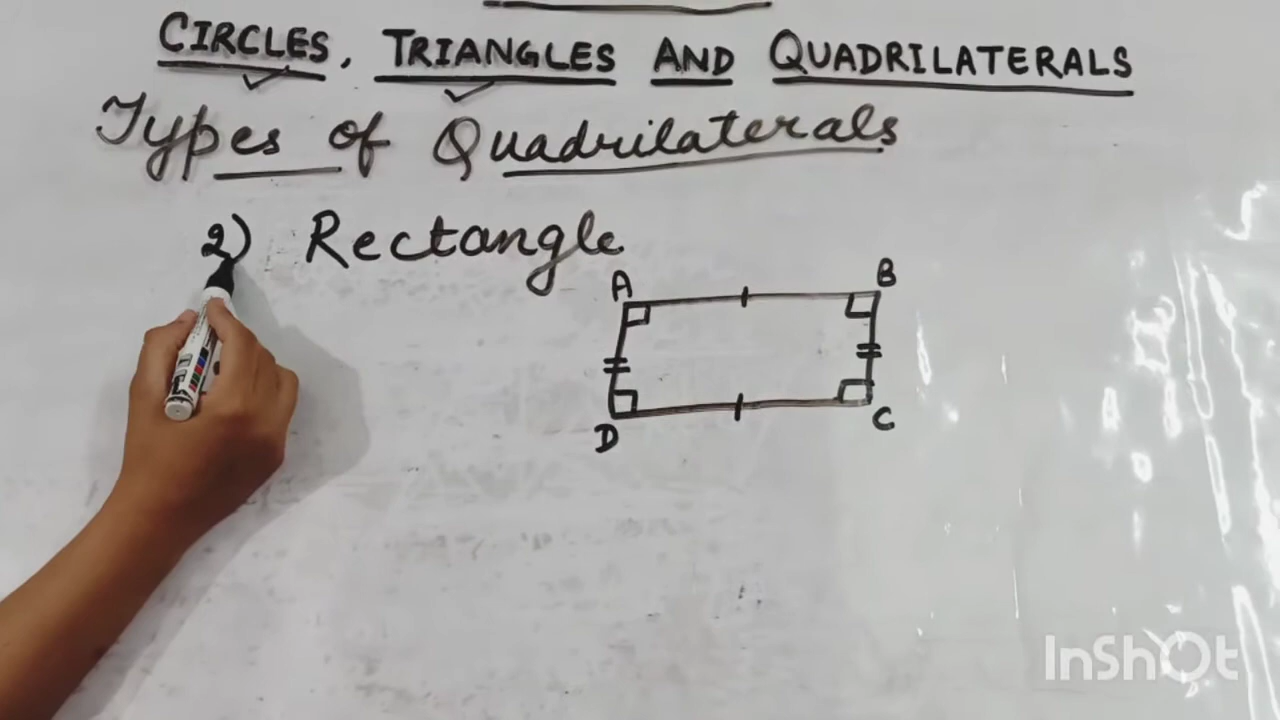 CIRCLES, TRIANGLES AND QUADRILATERALS
Types of Quadrilaterals
2) Rectangle
A B
D C
InShOt